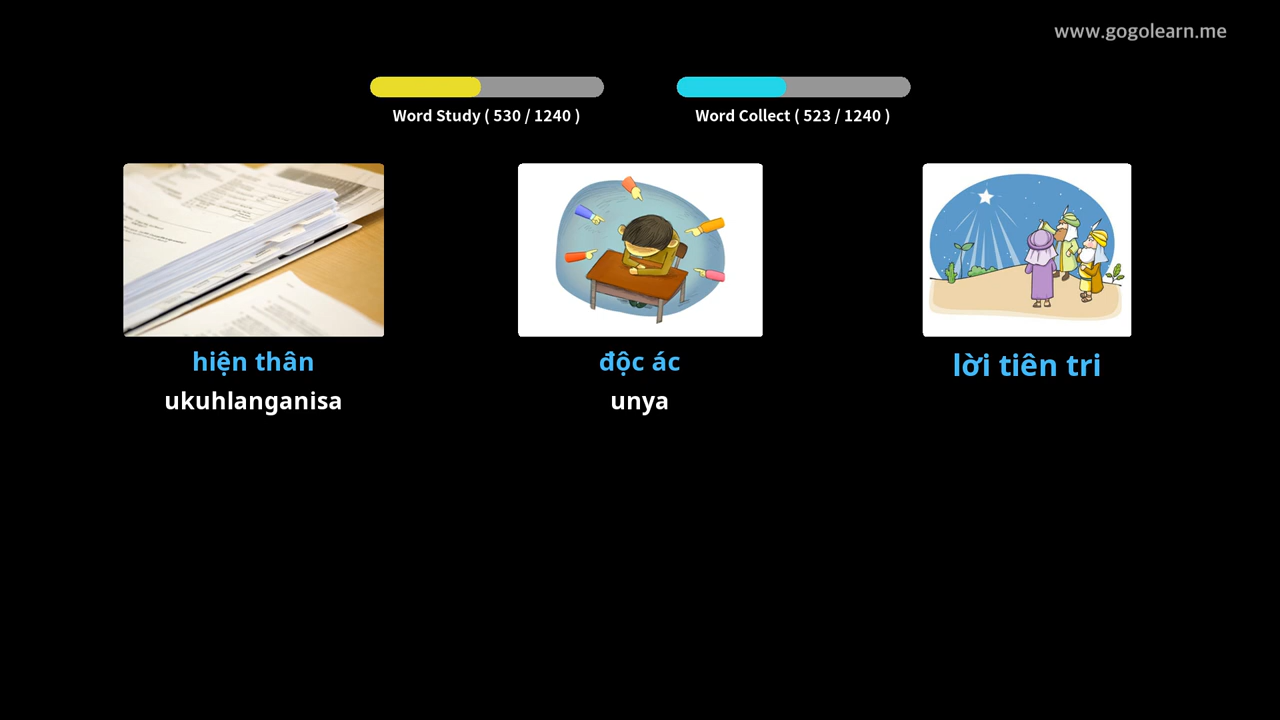 www.gogolearn.me
Word Study ( 530 / 1240 )
Word Collect ( 523 / 1240 )
hiện thân
ukuhlanganisa
độc ác
unya
lời tiên tri